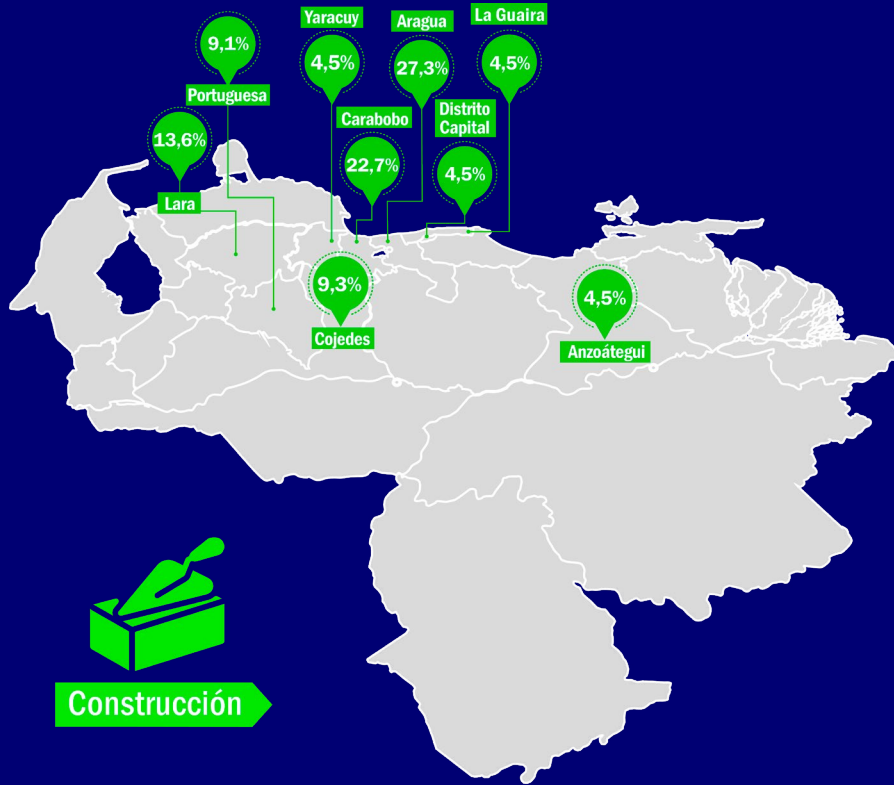 9,1%
Portuguesa
Yaracuy
4,5%
Aragua
27,3%
La Guaira
4,5%
13,6%
Lara
Carabobo
22,7%
Distrito
Capital
4,5%
9,3%
Cojedes
4,5%
Anzoátegui
Construcción